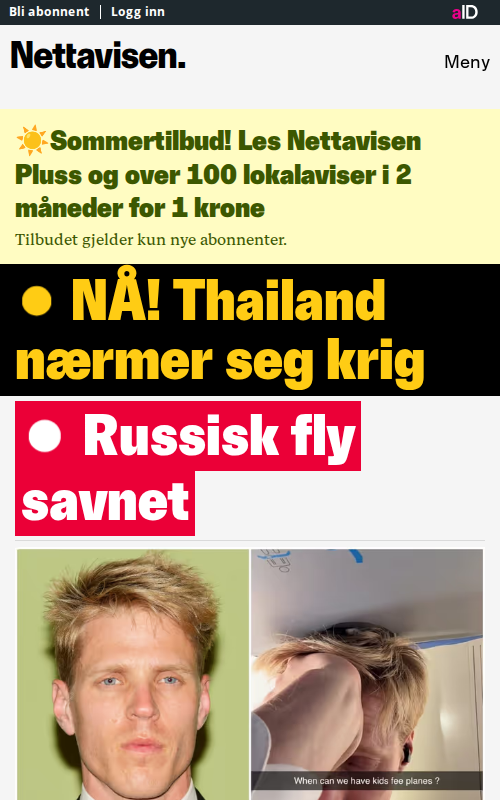 Bli abonnent | Logg inn
aID
Nettavisen.
Meny
☀️Sommertilbud! Les Nettavisen
Pluss og over 100 lokalaviser i 2
måneder for 1 krone
Tilbudet gjelder kun nye abonnenter.
● NÅ! Thailand
nærmer seg krig
● Russisk fly
savnet
When can we have kids fee planes ?